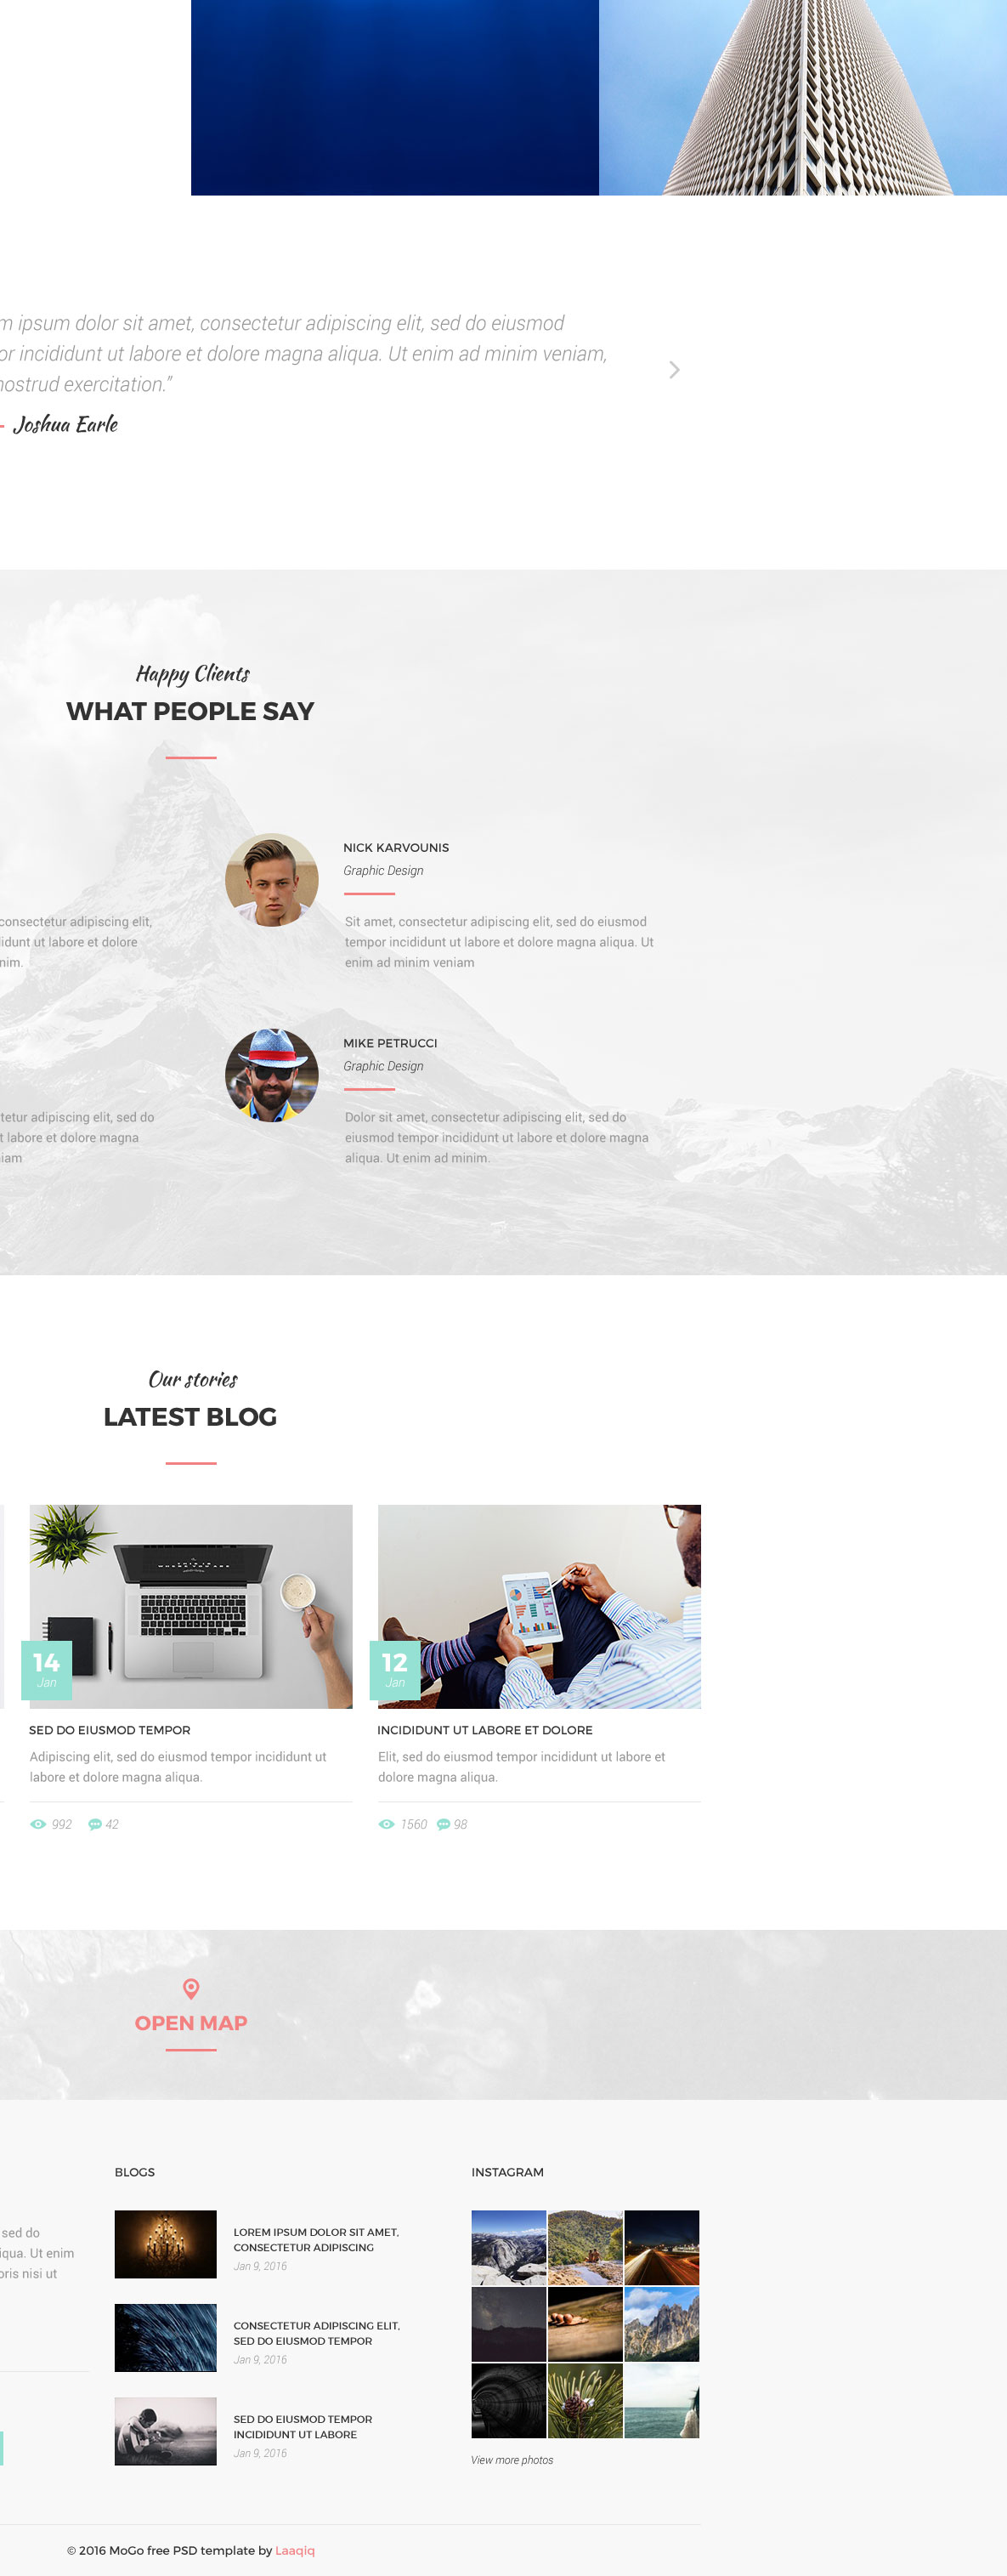 ipsum dolor sit amet, consectetur adipiscing elit, sed do eiusmod
incididunt ut labore et dolore magna aliqua. Ut enim ad minim veniam,
nostrud exercitation.”
Joshua Earle
Happy Clients
WHAT PEOPLE SAY
consectetur adipiscing elit,
ut labore et dolore
NICK KARVOUNIS
Graphic Design
Sit amet, consectetur adipiscing elit, sed do eiusmod
tempor incididunt ut labore et dolore magna aliqua. Ut
enim ad minim veniam
adipiscing elit, sed do
labore et dolore magna
MIKE PETRUCCI
Graphic Design
Dolor sit amet, consectetur adipiscing elit, sed do
eiusmod tempor incididunt ut labore et dolore magna
aliqua. Ut enim ad minim.
Our stories
LATEST BLOG
14
Jan
SED DO EIUSMOD TEMPOR
Adipiscing elit, sed do eiusmod tempor incididunt ut
labore et dolore magna aliqua.
992 42
12
Jan
INCIDIDUNT UT LABORE ET DOLORE
Elit, sed do eiusmod tempor incididunt ut labore et
dolore magna aliqua.
1560 98
OPEN MAP
sed do
Ut enim
nisi ut
BLOGS
LOREM IPSUM DOLOR SIT AMET,
CONSECTETUR ADIPISCING
Jan 9, 2016
CONSECTETUR ADIPISCING ELIT,
SED DO EIUSMOD TEMPOR
Jan 9, 2016
SED DO EIUSMOD TEMPOR
INCIDIDUNT UT LABORE
Jan 9, 2016
INSTAGRAM
View more photos
© 2016 MoGo free PSD template by Laaqiq